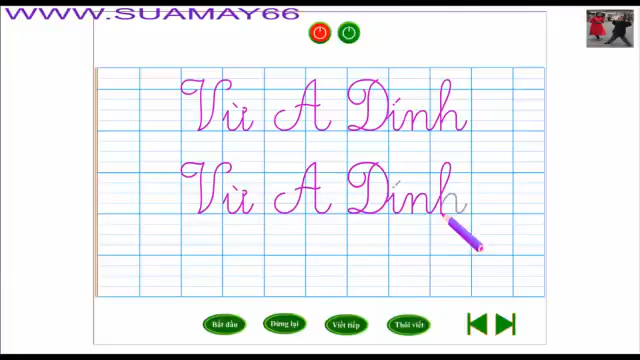 WWW.SUAMAY66
Vừ A Dính
Vừ A Dính
Bắt đầu Dừng lại Viết tiếp Thôi viết